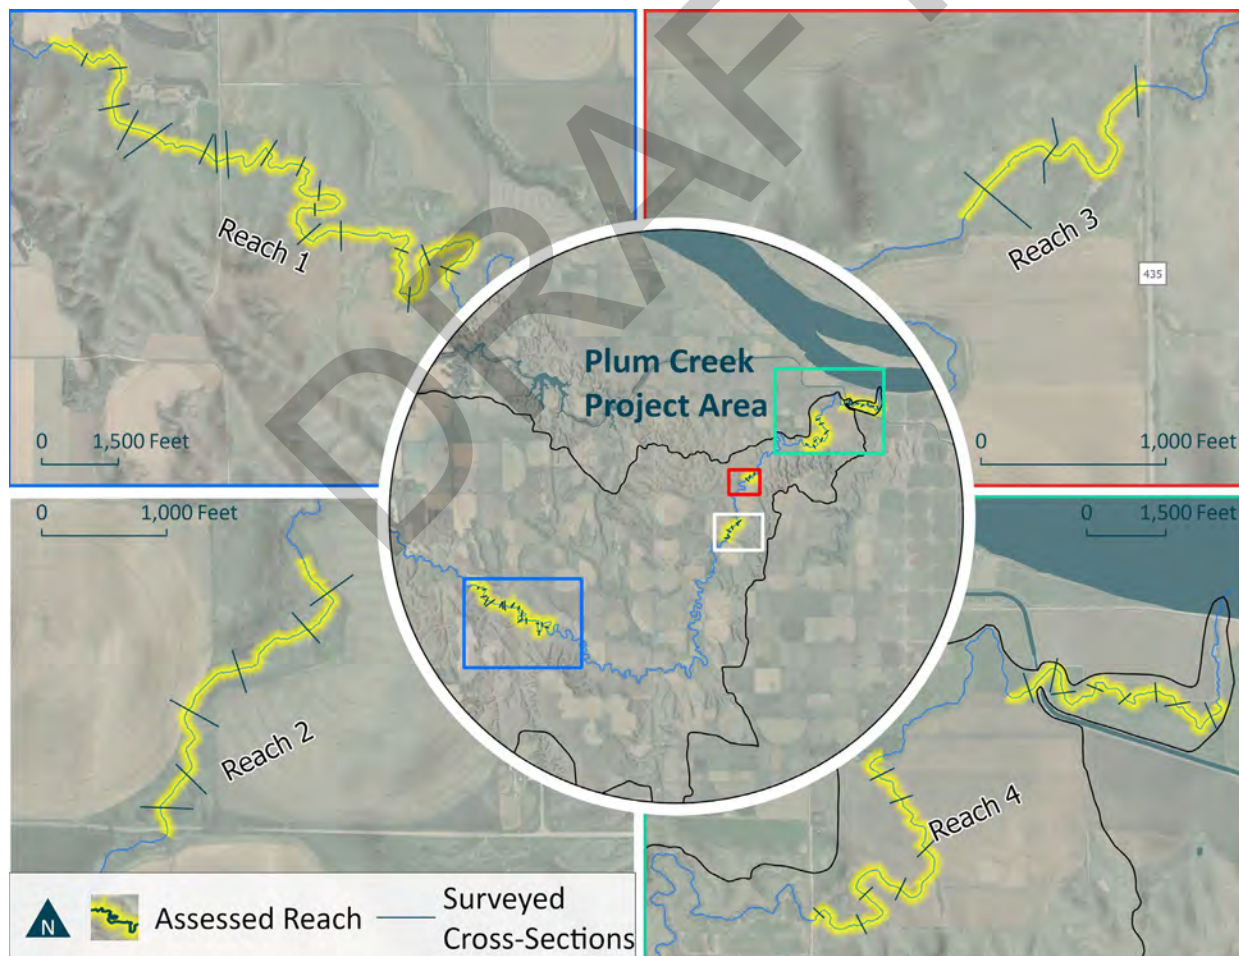 DRAFT
Reach 1
0 1,500 Feet
Reach 3
435
0 1,000 Feet
Plum Creek
Project Area
0 1,000 Feet
Reach 2
0 1,500 Feet
Reach 4
N
Assessed Reach
Surveyed
Cross-Sections